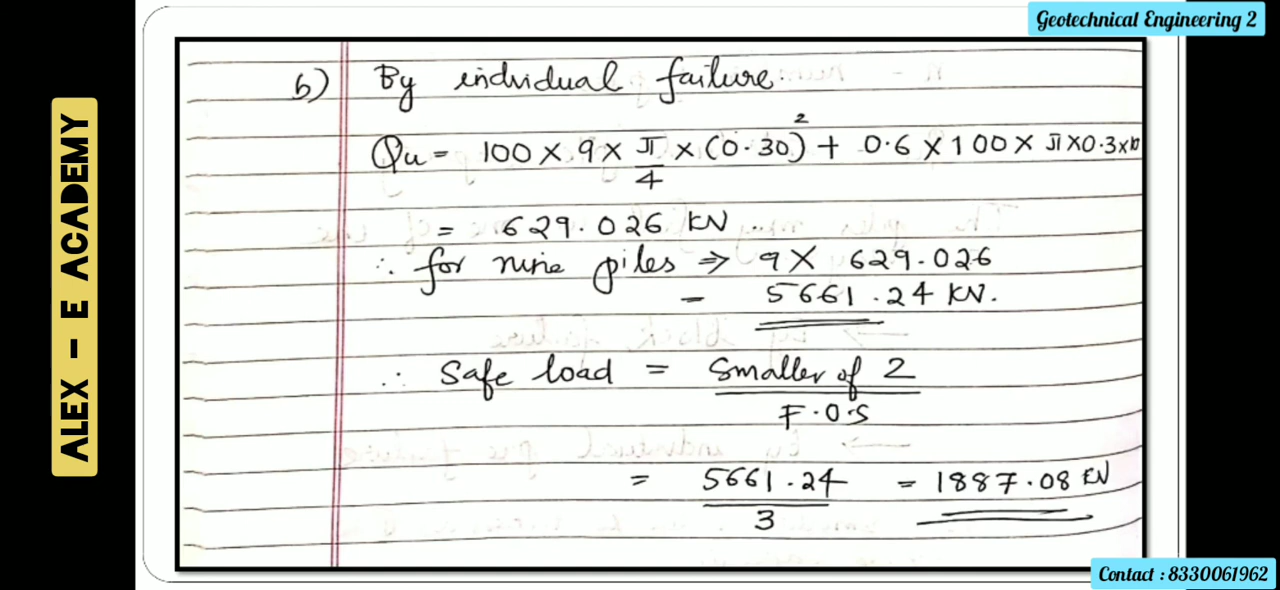 Geotechnical Engineering 2
ALEX - E ACADEMY
b) By individual failure.
Qu = 100 × 9 × π/4 × (0.30)² + 0.6 × 100 × π × 0.3 × 10
= 629.026 KN
∴ for nine piles ⇒ 9 × 629.026
= 5661.24 KN.
∴ Safe load = Smaller of 2 / F.O.S
= 5661.24 / 3 = 1887.08 KN
Contact : 8330061962